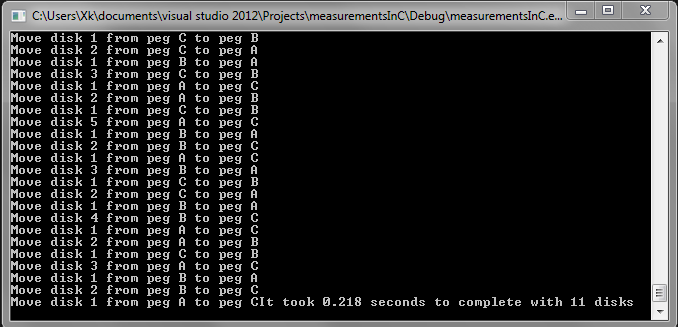 C:\Users\Xk\documents\visual studio 2012\Projects\measurementsInC\Debug\measurementsInC.e...
Move disk 1 from peg C to peg B
Move disk 2 from peg C to peg A
Move disk 1 from peg B to peg A
Move disk 3 from peg C to peg B
Move disk 1 from peg A to peg C
Move disk 2 from peg A to peg B
Move disk 1 from peg C to peg B
Move disk 5 from peg A to peg C
Move disk 1 from peg B to peg A
Move disk 2 from peg B to peg C
Move disk 1 from peg A to peg C
Move disk 3 from peg B to peg A
Move disk 1 from peg C to peg B
Move disk 2 from peg C to peg A
Move disk 1 from peg B to peg A
Move disk 4 from peg B to peg C
Move disk 1 from peg A to peg C
Move disk 2 from peg A to peg B
Move disk 1 from peg C to peg B
Move disk 3 from peg A to peg C
Move disk 1 from peg B to peg A
Move disk 2 from peg B to peg C
Move disk 1 from peg A to peg CIt took 0.218 seconds to complete with 11 disks